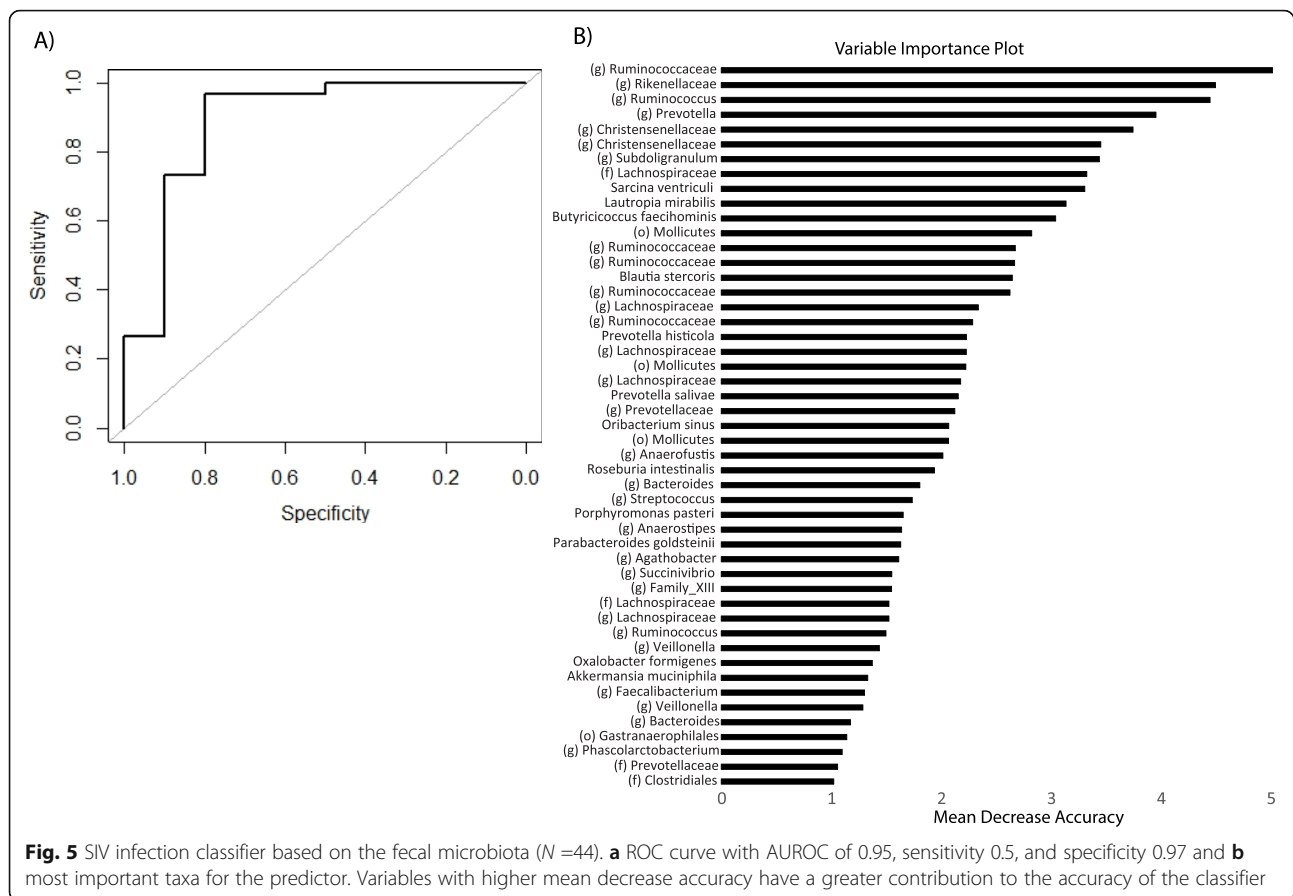 A)
1.0
0.8
0.6
0.4
0.2
0.0
Sensitivity
1.0 0.8 0.6 0.4 0.2 0.0
Specificity
B)
Variable Importance Plot
(g) Ruminococcaceae
(g) Rikenellaceae
(g) Ruminococcus
(g) Prevotella
(g) Christensenellaceae
(g) Christensenellaceae
(g) Subdoligranulum
(f) Lachnospiraceae
Sarcina ventriculi
Lautropia mirabilis
Butyricicoccus faecihominis
(o) Mollicutes
(g) Ruminococcaceae
(g) Ruminococcaceae
Blautia stercoris
(g) Ruminococcaceae
(g) Lachnospiraceae
(g) Ruminococcaceae
Prevotella histicola
(g) Lachnospiraceae
(o) Mollicutes
(g) Lachnospiraceae
Prevotella salivae
(g) Prevotellaceae
Oribacterium sinus
(o) Mollicutes
(g) Anaerofustis
Roseburia intestinalis
(g) Bacteroides
(g) Streptococcus
Porphyromonas pasteri
(g) Anaerostipes
Parabacteroides goldsteinii
(g) Agathobacter
(g) Succinivibrio
(g) Family_XIII
(f) Lachnospiraceae
(g) Lachnospiraceae
(g) Ruminococcus
(g) Veillonella
Oxalobacter formigenes
Akkermansia muciniphila
(g) Faecalibacterium
(g) Veillonella
(g) Bacteroides
(o) Gastranaerophilales
(g) Phascolarctobacterium
(f) Prevotellaceae
(f) Clostridiales
0 1 2 3 4 5
Mean Decrease Accuracy
Fig. 5 SIV infection classifier based on the fecal microbiota (N =44). a ROC curve with AUROC of 0.95, sensitivity 0.5, and specificity 0.97 and b
most important taxa for the predictor. Variables with higher mean decrease accuracy have a greater contribution to the accuracy of the classifier